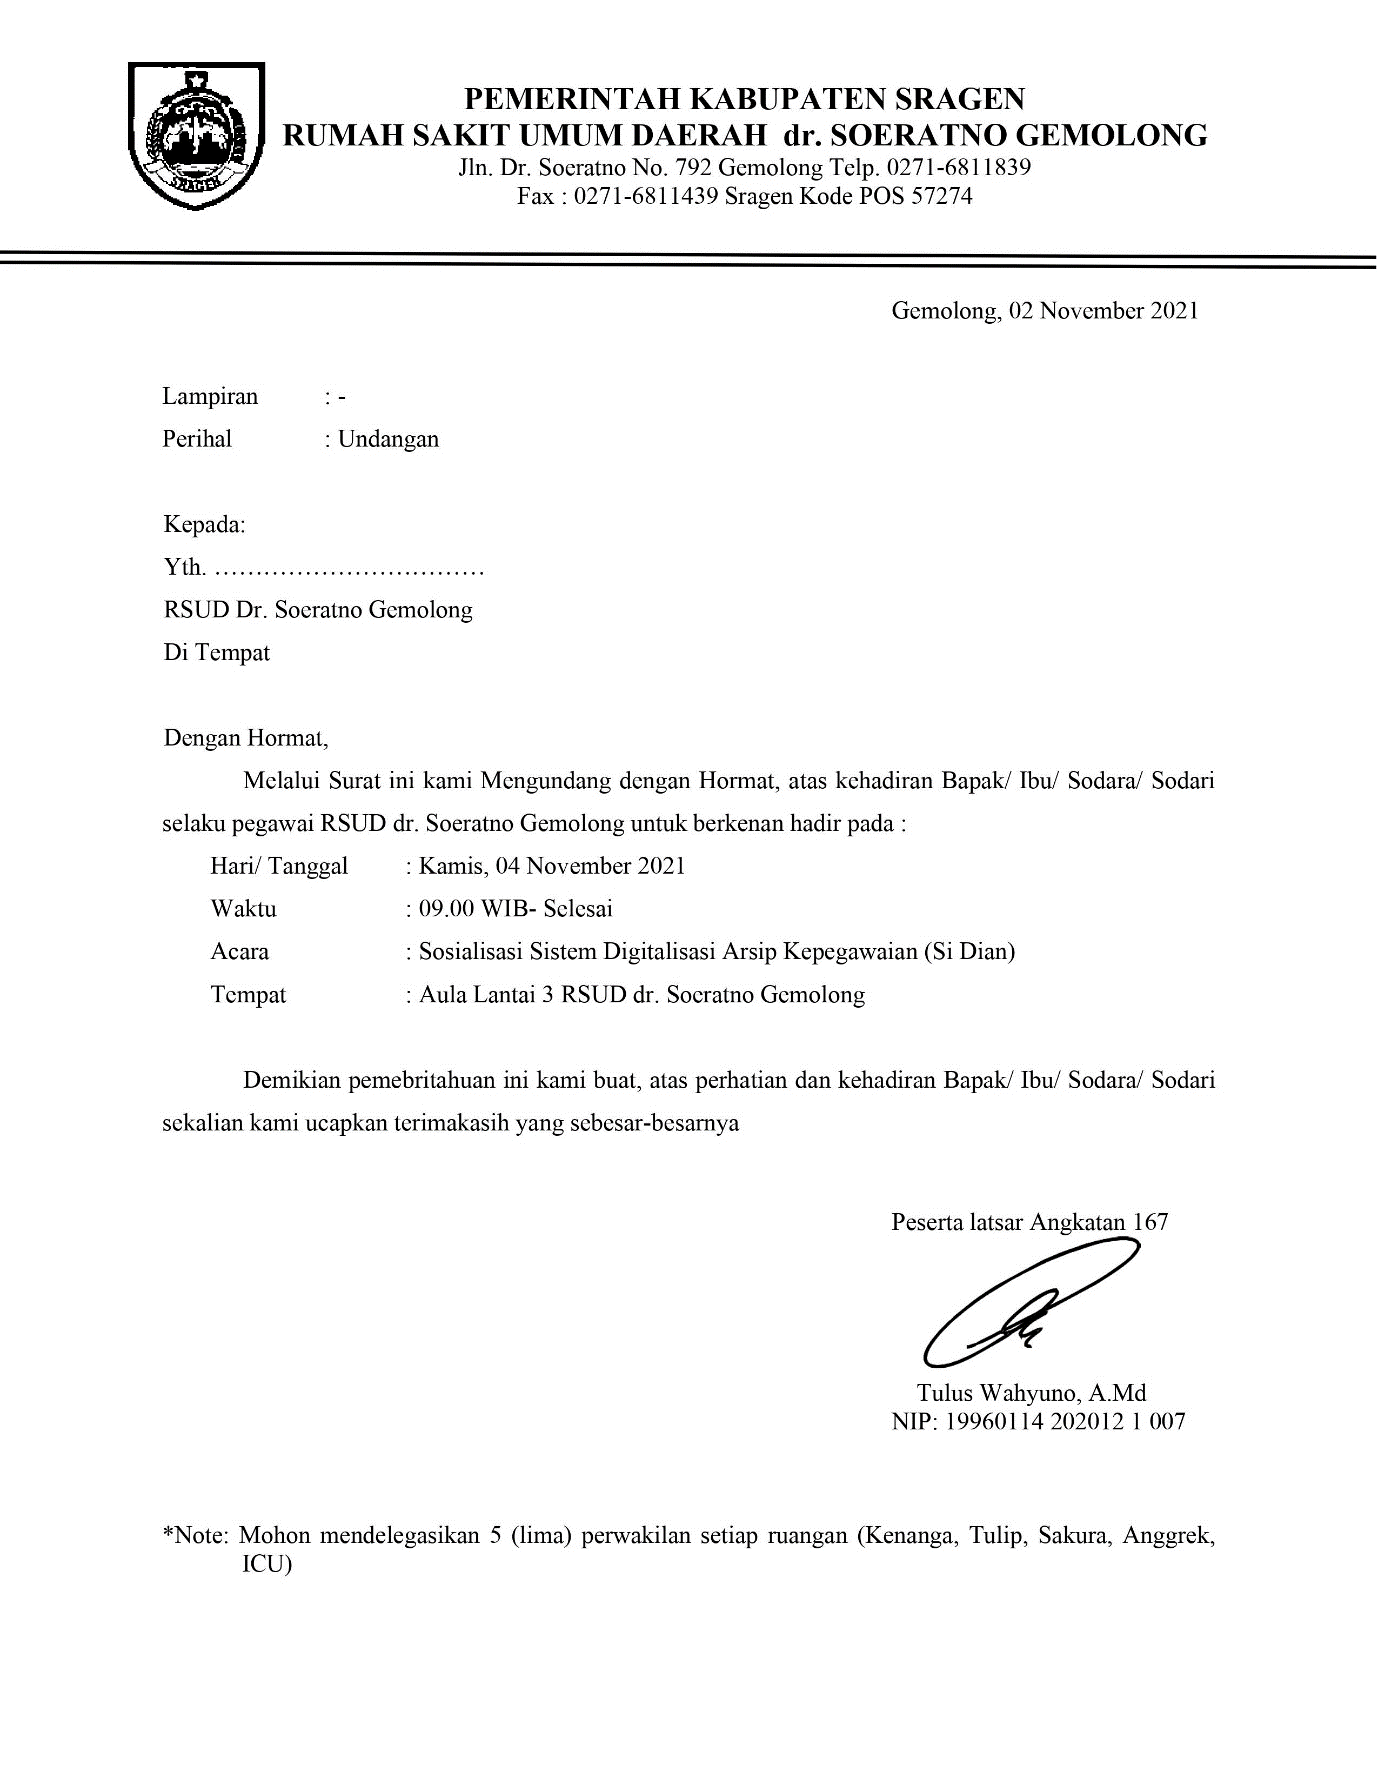 SRAGEN
PEMERINTAH KABUPATEN SRAGEN
RUMAH SAKIT UMUM DAERAH dr. SOERATNO GEMOLONG
Jln. Dr. Soeratno No. 792 Gemolong Telp. 0271-6811839
Fax : 0271-6811439 Sragen Kode POS 57274
Gemolong, 02 November 2021
Lampiran : -
Perihal : Undangan
Kepada:
Yth. ……………………………
RSUD Dr. Soeratno Gemolong
Di Tempat
Dengan Hormat,
Melalui Surat ini kami Mengundang dengan Hormat, atas kehadiran Bapak/ Ibu/ Sodara/ Sodari
selaku pegawai RSUD dr. Soeratno Gemolong untuk berkenan hadir pada :
Hari/ Tanggal : Kamis, 04 November 2021
Waktu : 09.00 WIB- Selesai
Acara : Sosialisasi Sistem Digitalisasi Arsip Kepegawaian (Si Dian)
Tempat : Aula Lantai 3 RSUD dr. Soeratno Gemolong
Demikian pemebritahuan ini kami buat, atas perhatian dan kehadiran Bapak/ Ibu/ Sodara/ Sodari
sekalian kami ucapkan terimakasih yang sebesar-besarnya
Peserta latsar Angkatan 167
Tulus Wahyuno, A.Md
NIP: 19960114 202012 1 007
*Note: Mohon mendelegasikan 5 (lima) perwakilan setiap ruangan (Kenanga, Tulip, Sakura, Anggrek,
ICU)